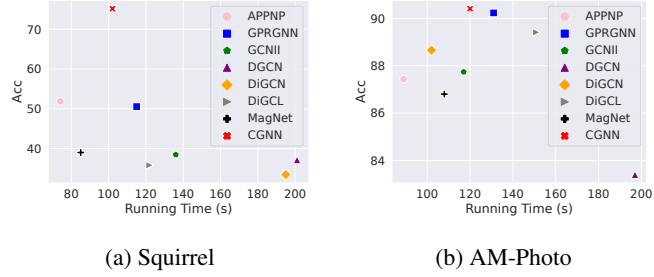 70
60
50
40
Acc
80
100
120
140
160
180
200
Running Time (s)
APPNP
GPRGNN
GCNII
DGCN
DiGCN
DiGCL
MagNet
CGNN
(a) Squirrel
90
88
86
84
Acc
100
120
140
160
180
200
Running Time (s)
APPNP
GPRGNN
GCNII
DGCN
DiGCN
DiGCL
MagNet
CGNN
(b) AM-Photo